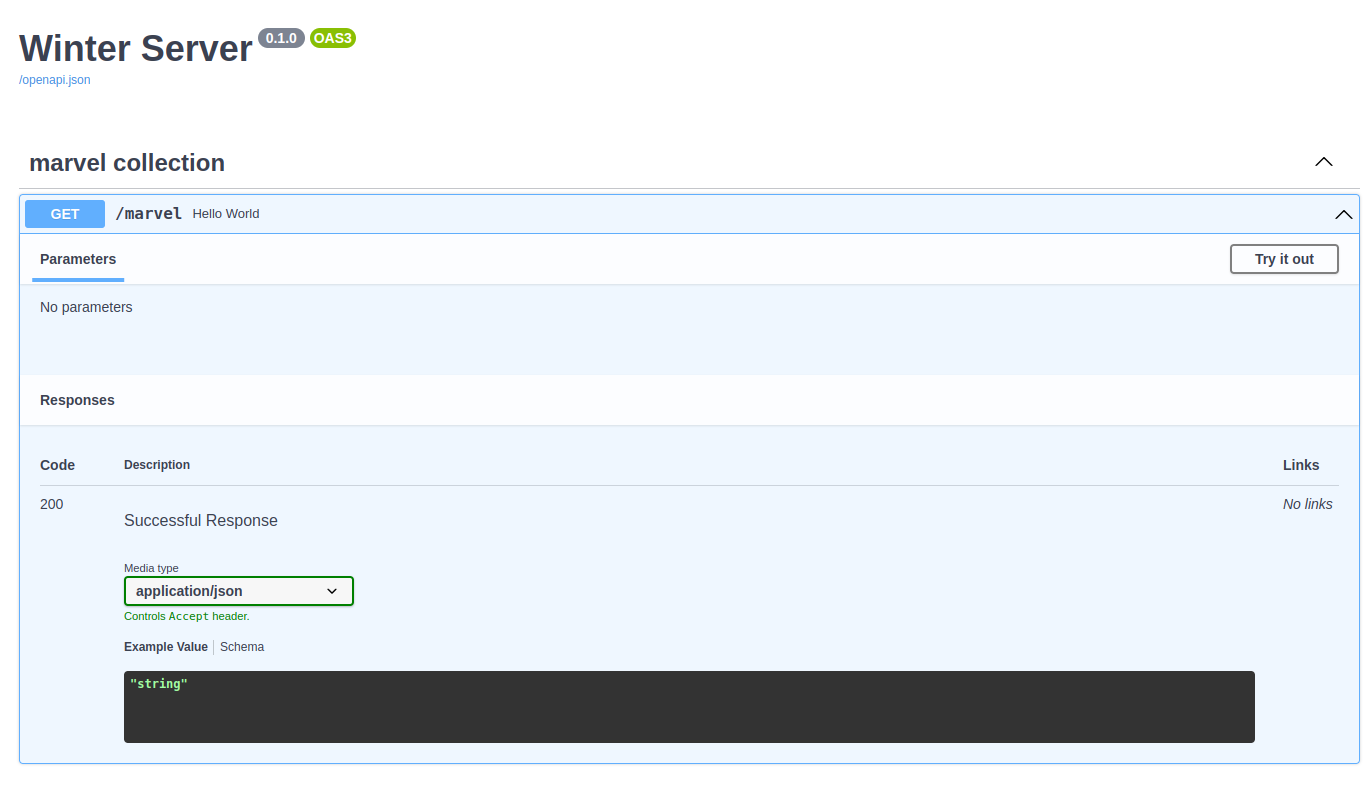 Winter Server 0.1.0 OAS3
/openapi.json
marvel collection
GET /marvel Hello World
Parameters Try it out
No parameters
Responses
Code Description Links
200 No links
Successful Response
Media type
application/json
Controls Accept header.
Example Value Schema
"string"